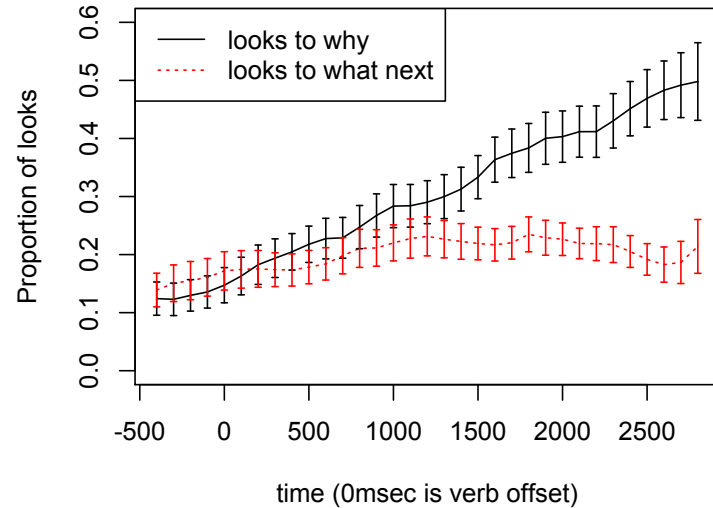 looks to why
looks to what next
Proportion of looks
0.6
0.5
0.4
0.3
0.2
0.1
0.0
-500 0 500 1000 1500 2000 2500
time (0msec is verb offset)